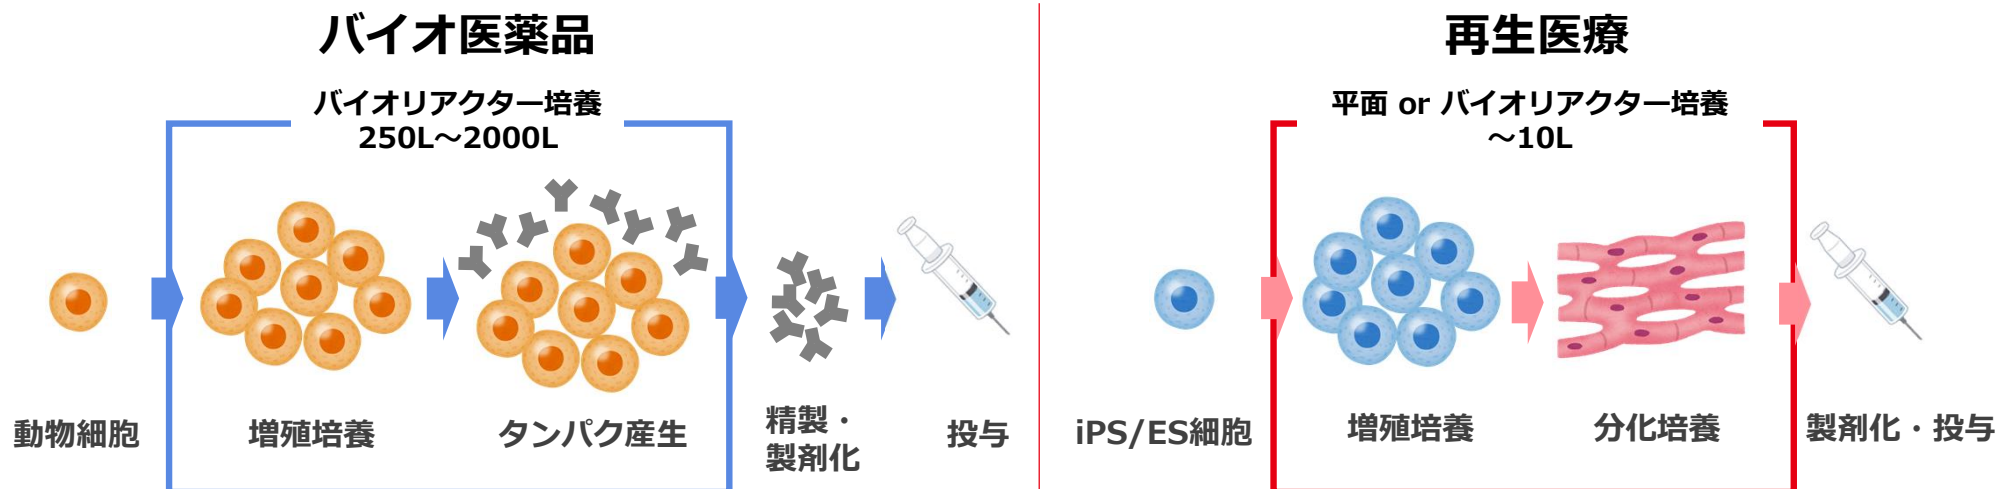 バイオ医薬品
バイオリアクター培養
250L～2000L
動物細胞
増殖培養
タンパク産生
精製・
製剤化
投与
再生医療
平面 or バイオリアクター培養
～10L
iPS/ES細胞
増殖培養
分化培養
製剤化・投与